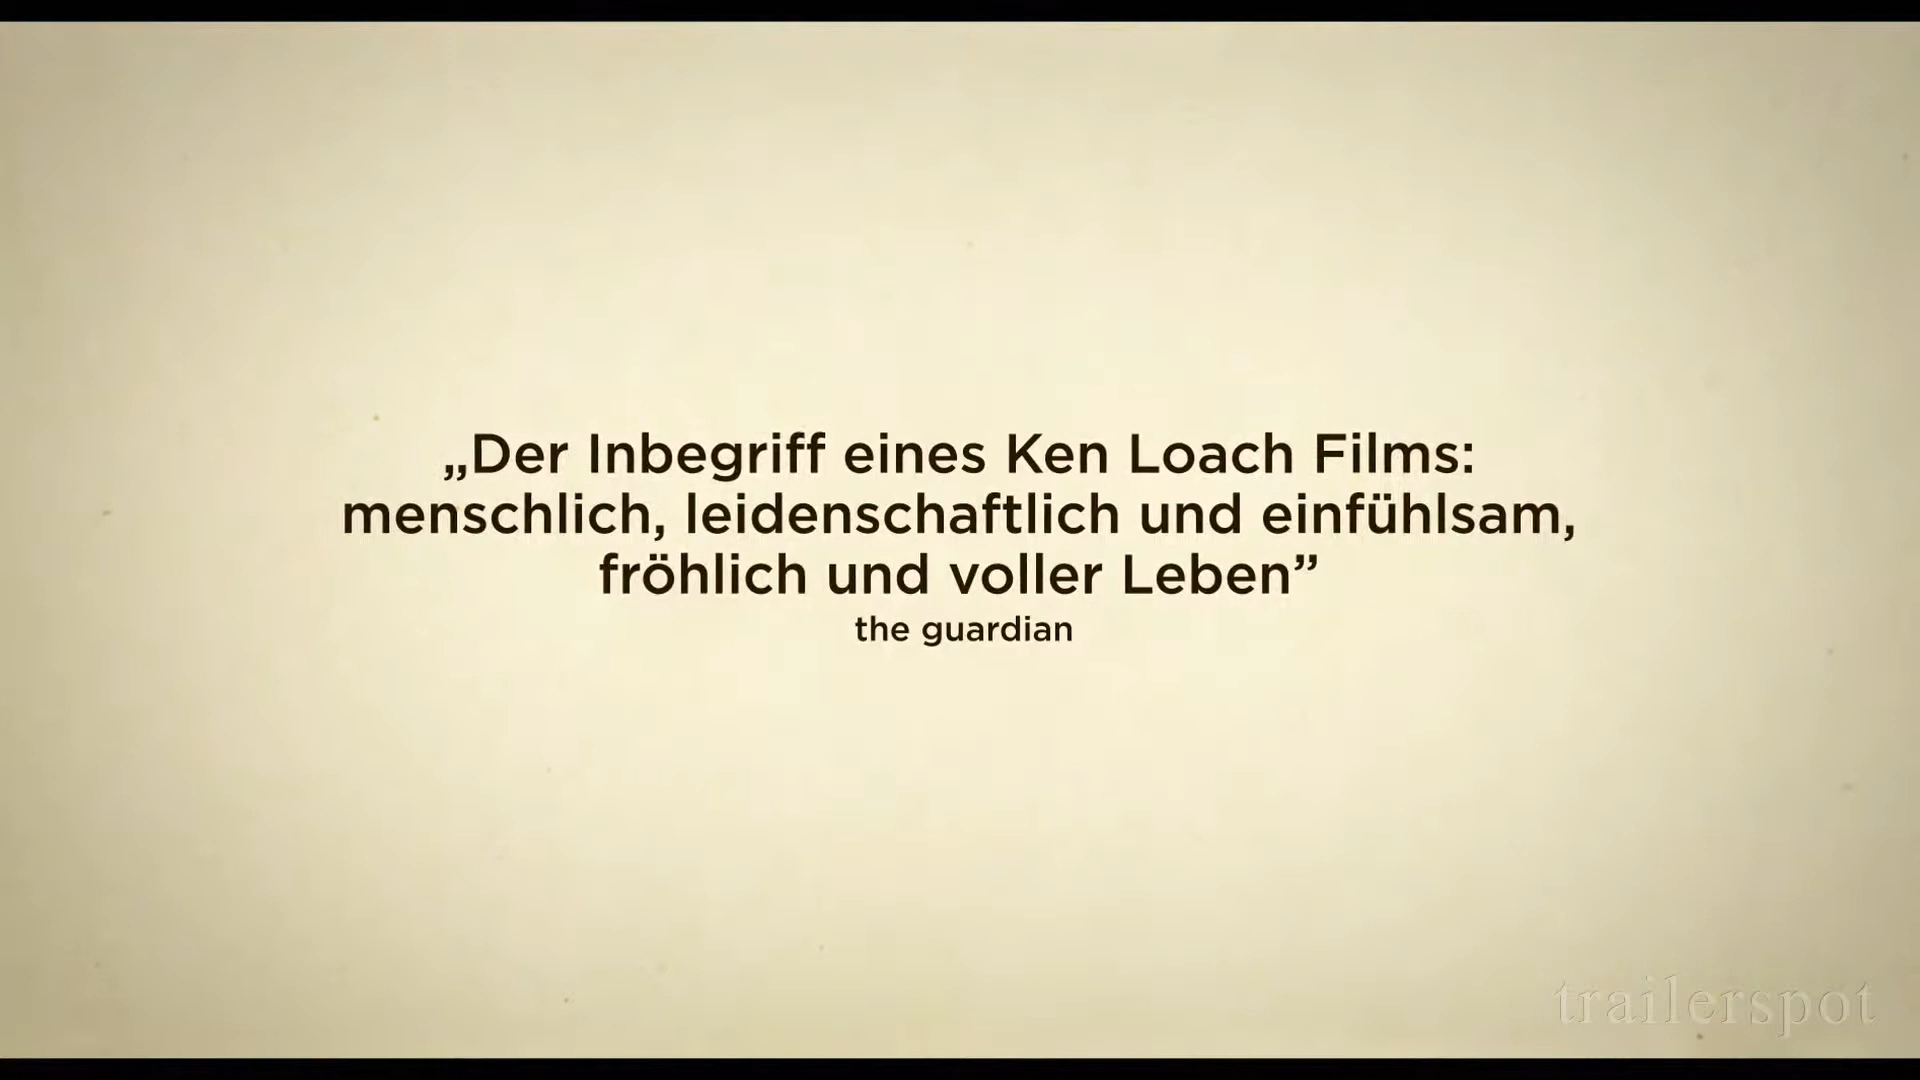 „Der Inbegriff eines Ken Loach Films:
menschlich, leidenschaftlich und einfühlsam,
fröhlich und voller Leben”
the guardian
trailerspot